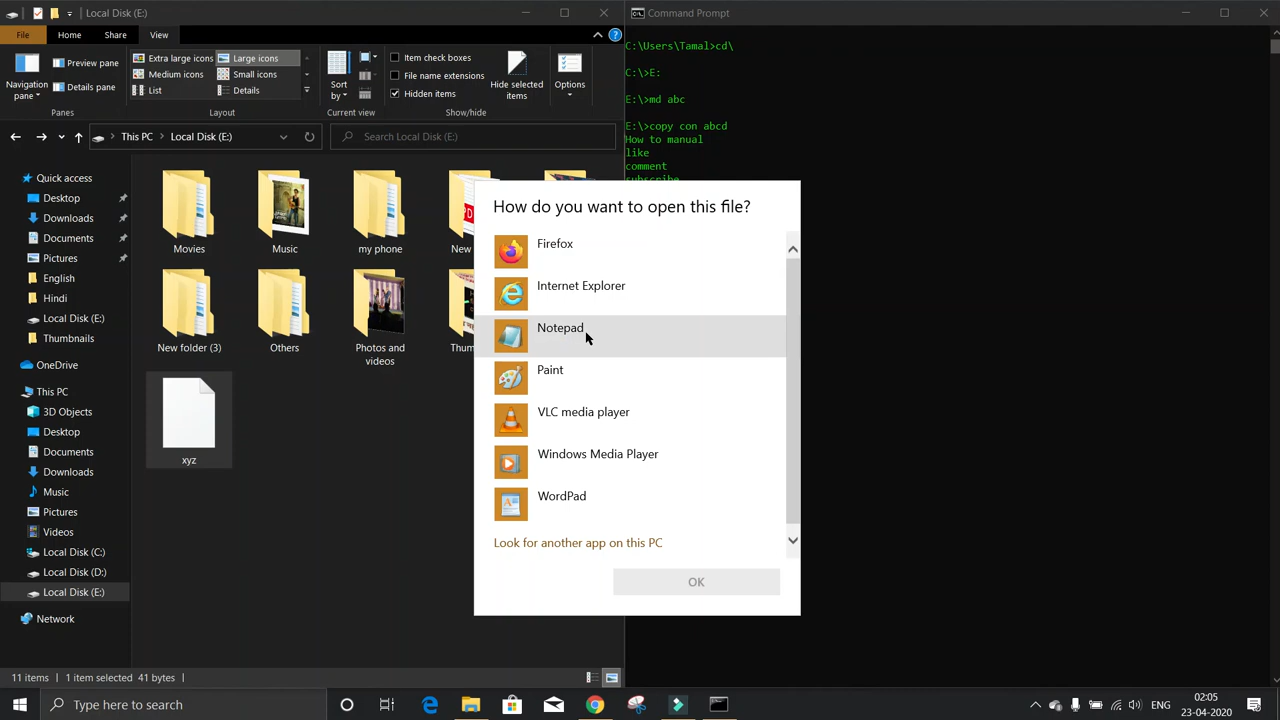 Local Disk (E:)
File
Home
Share
View
Navigation pane
Preview pane
Details pane
Panes
Extra large icons
Large icons
Medium icons
Small icons
List
Details
Layout
Sort by
Current view
Item check boxes
File name extensions
Hidden items
Hide selected items
Show/hide
Options
This PC
Local Disk (E:)
Search Local Disk (E:)
Quick access
Desktop
Downloads
Documents
Pictures
English
Hindi
Local Disk (E:)
Thumbnails
OneDrive
This PC
3D Objects
Desktop
Documents
Downloads
Music
Pictures
Videos
Local Disk (C:)
Local Disk (D:)
Local Disk (E:)
Network
Movies
Music
my phone
New
New folder (3)
Others
Photos and
videos
Thum
xyz
11 items
1 item selected 41 bytes
Command Prompt
C:\Users\Tamal>cd\
C:\>E:
E:\>md abc
E:\>copy con abcd
How to manual
like
comment
subscribe
How do you want to open this file?
Firefox
Internet Explorer
Notepad
Paint
VLC media player
Windows Media Player
WordPad
Look for another app on this PC
OK
Type here to search
ENG
02:05
23-04-2020